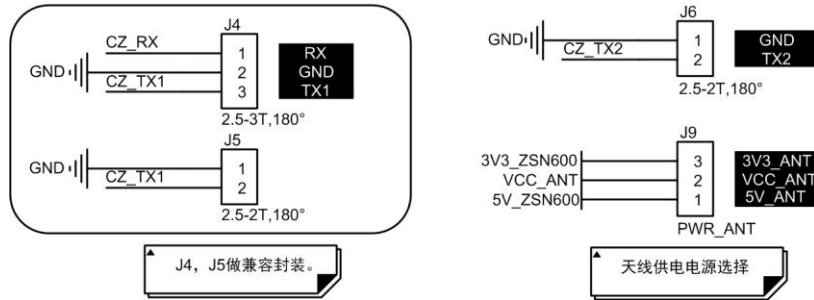 J4
CZ_RX
1
RX
GND
2
GND
CZ_TX1
3
TX1
2.5-3T,180°
J5
GND
1
CZ_TX1
2
2.5-2T,180°
J4，J5做兼容封装。
J6
GND
1
GND
CZ_TX2
2
TX2
2.5-2T,180°
J9
3V3_ZSN600
3
3V3_ANT
VCC_ANT
2
VCC_ANT
5V_ZSN600
1
5V_ANT
PWR_ANT
天线供电电源选择